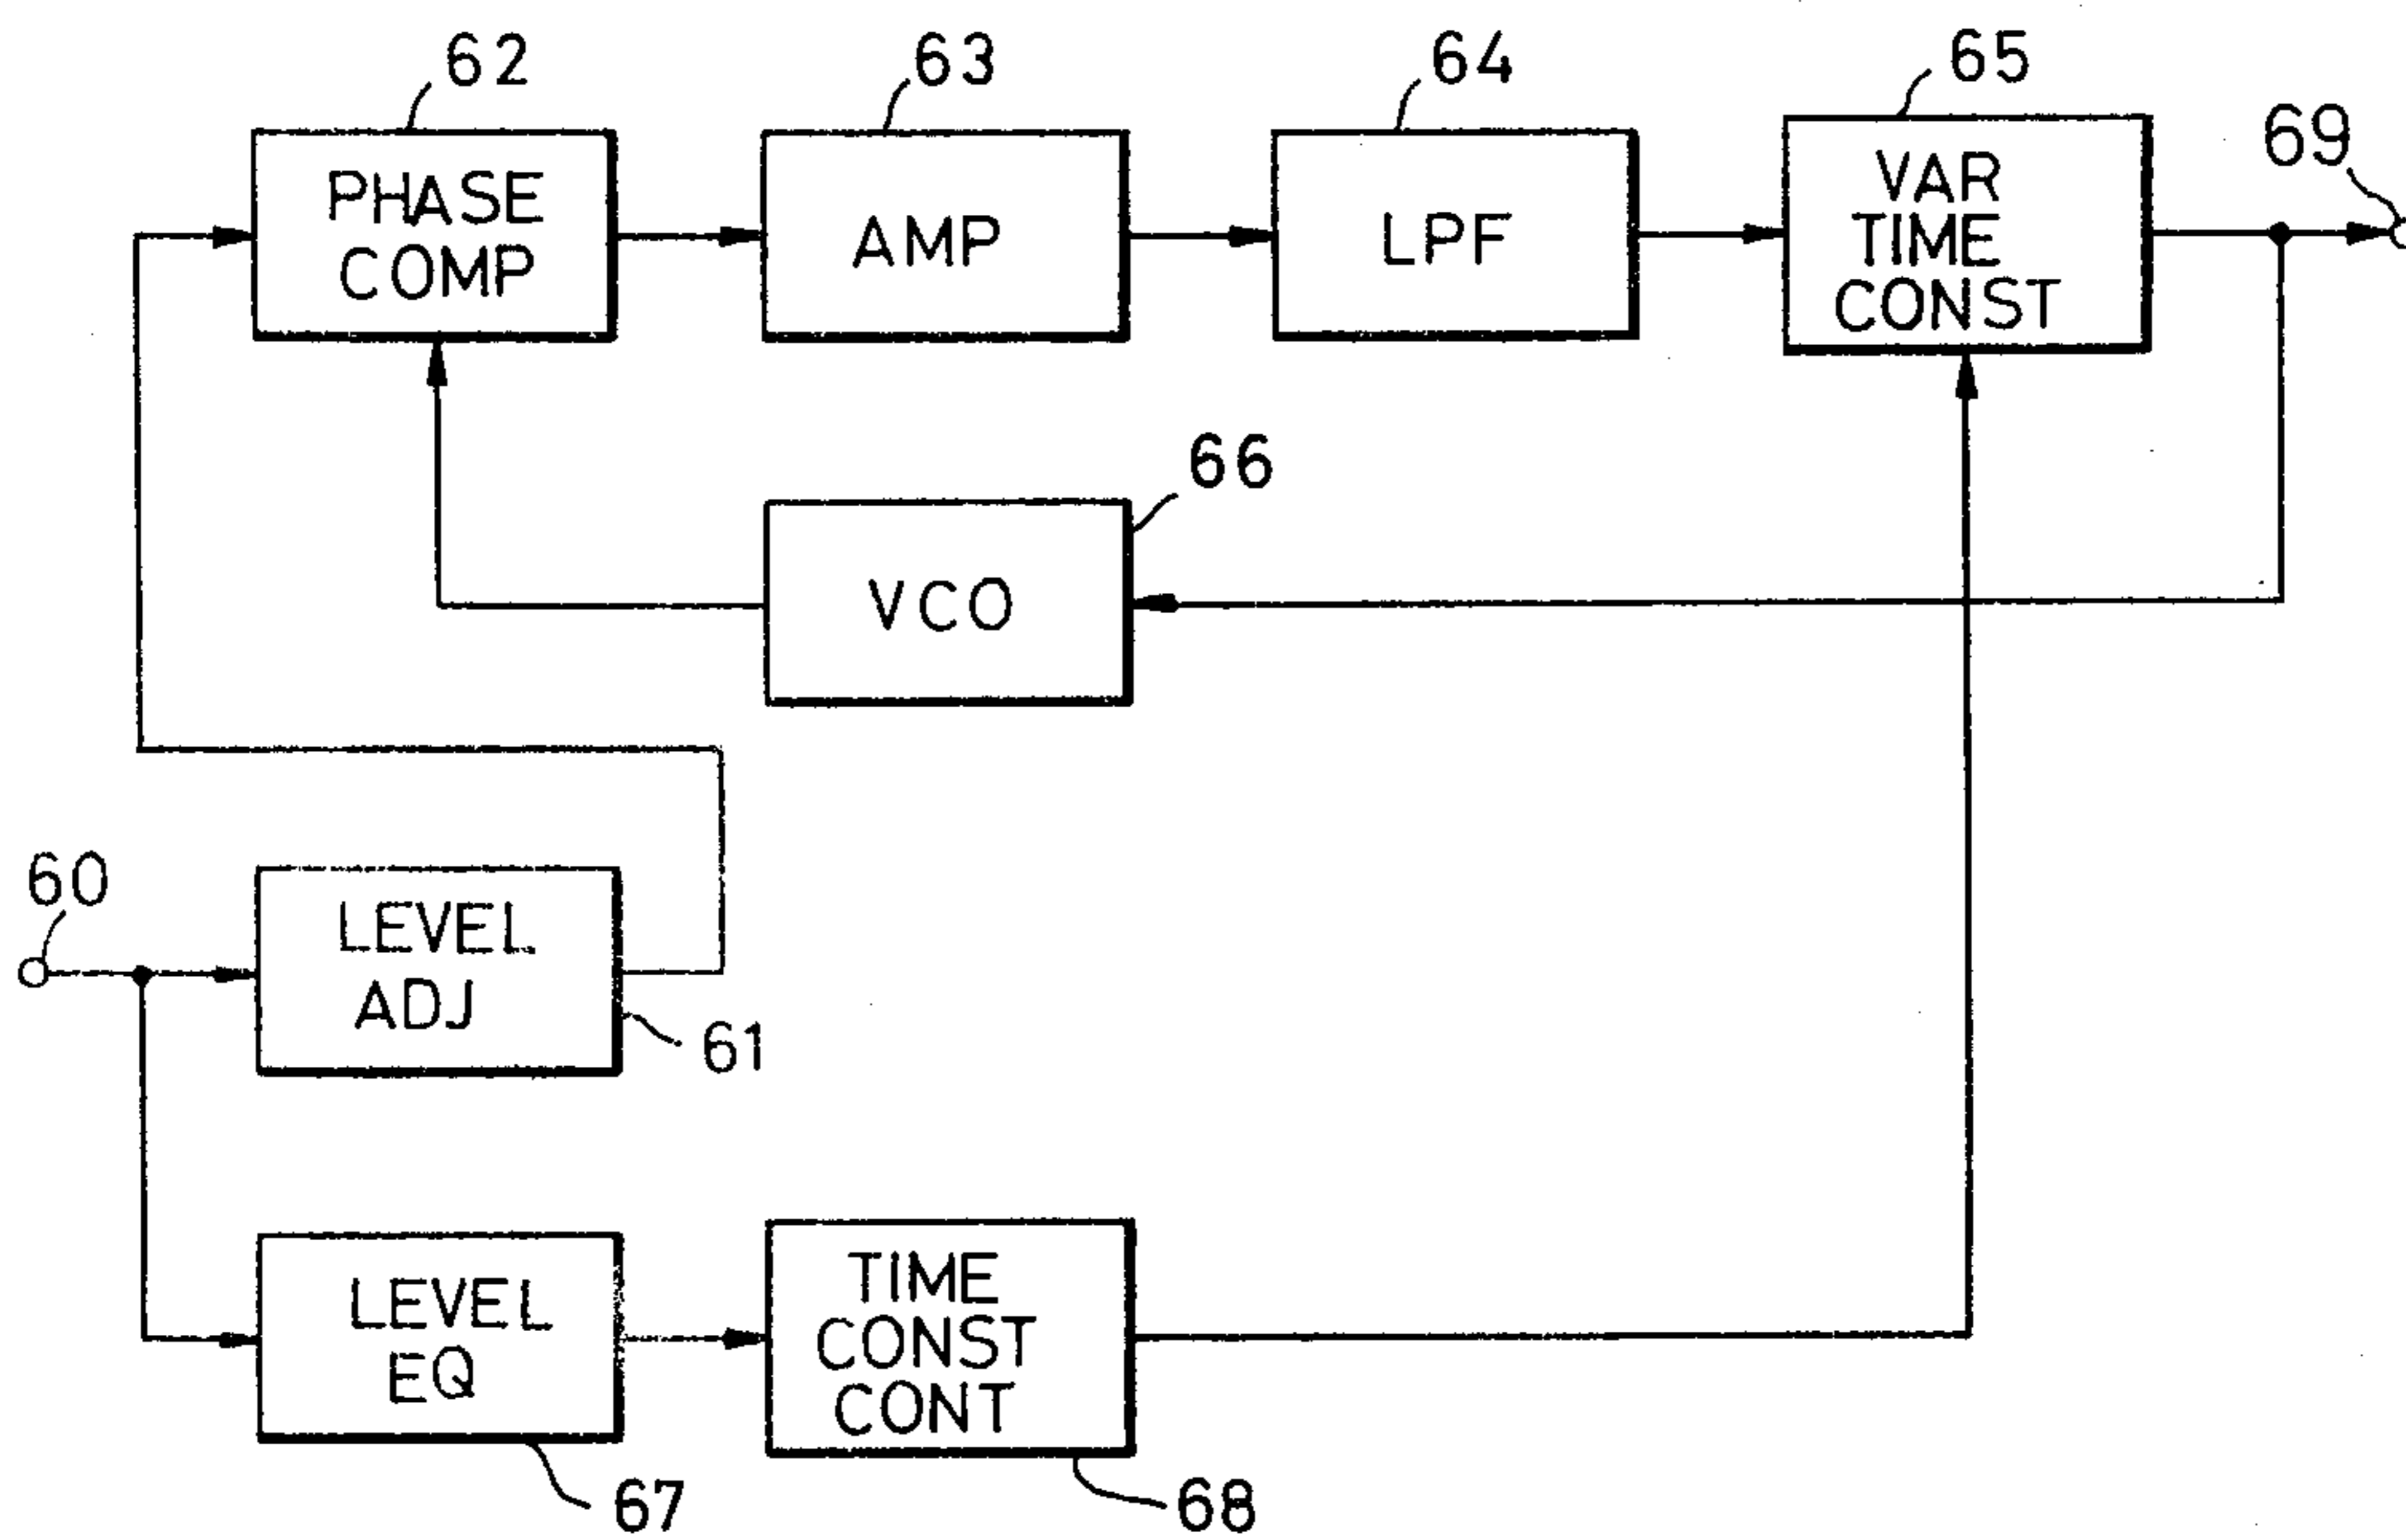 62
63
64
65
69
PHASE
COMP
AMP
LPF
VAR
TIME
CONST
66
VCO
60
LEVEL
ADJ
61
LEVEL
EQ
TIME
CONST
CONT
67
68